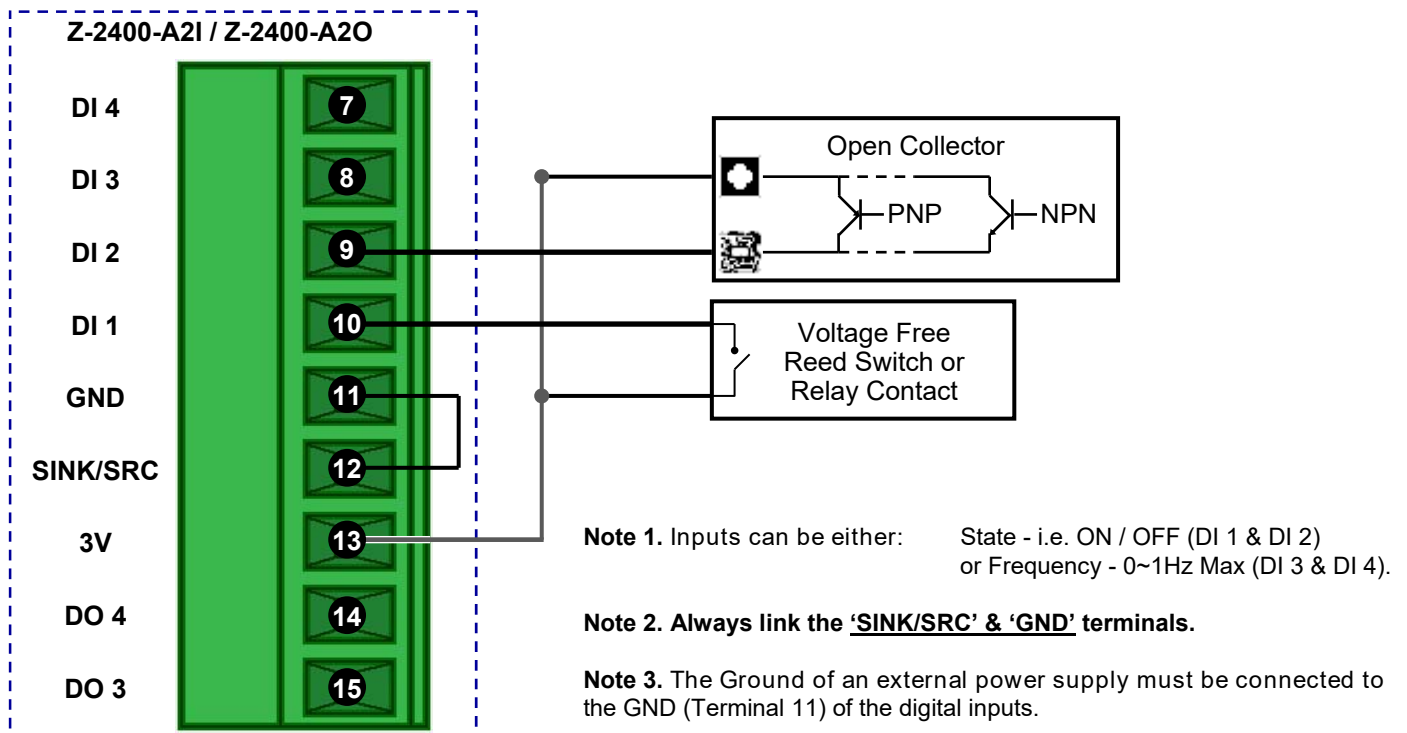 Z-2400-A2I / Z-2400-A2O
DI 4
7
DI 3
8
DI 2
9
DI 1
10
GND
11
SINK/SRC
12
3V
13
DO 4
14
DO 3
15
Open Collector
PNP
NPN
Voltage Free
Reed Switch or
Relay Contact
Note 1. Inputs can be either: State - i.e. ON / OFF (DI 1 & DI 2)
or Frequency - 0~1Hz Max (DI 3 & DI 4).
Note 2. Always link the ‘SINK/SRC’ & ‘GND’ terminals.
Note 3. The Ground of an external power supply must be connected to
the GND (Terminal 11) of the digital inputs.